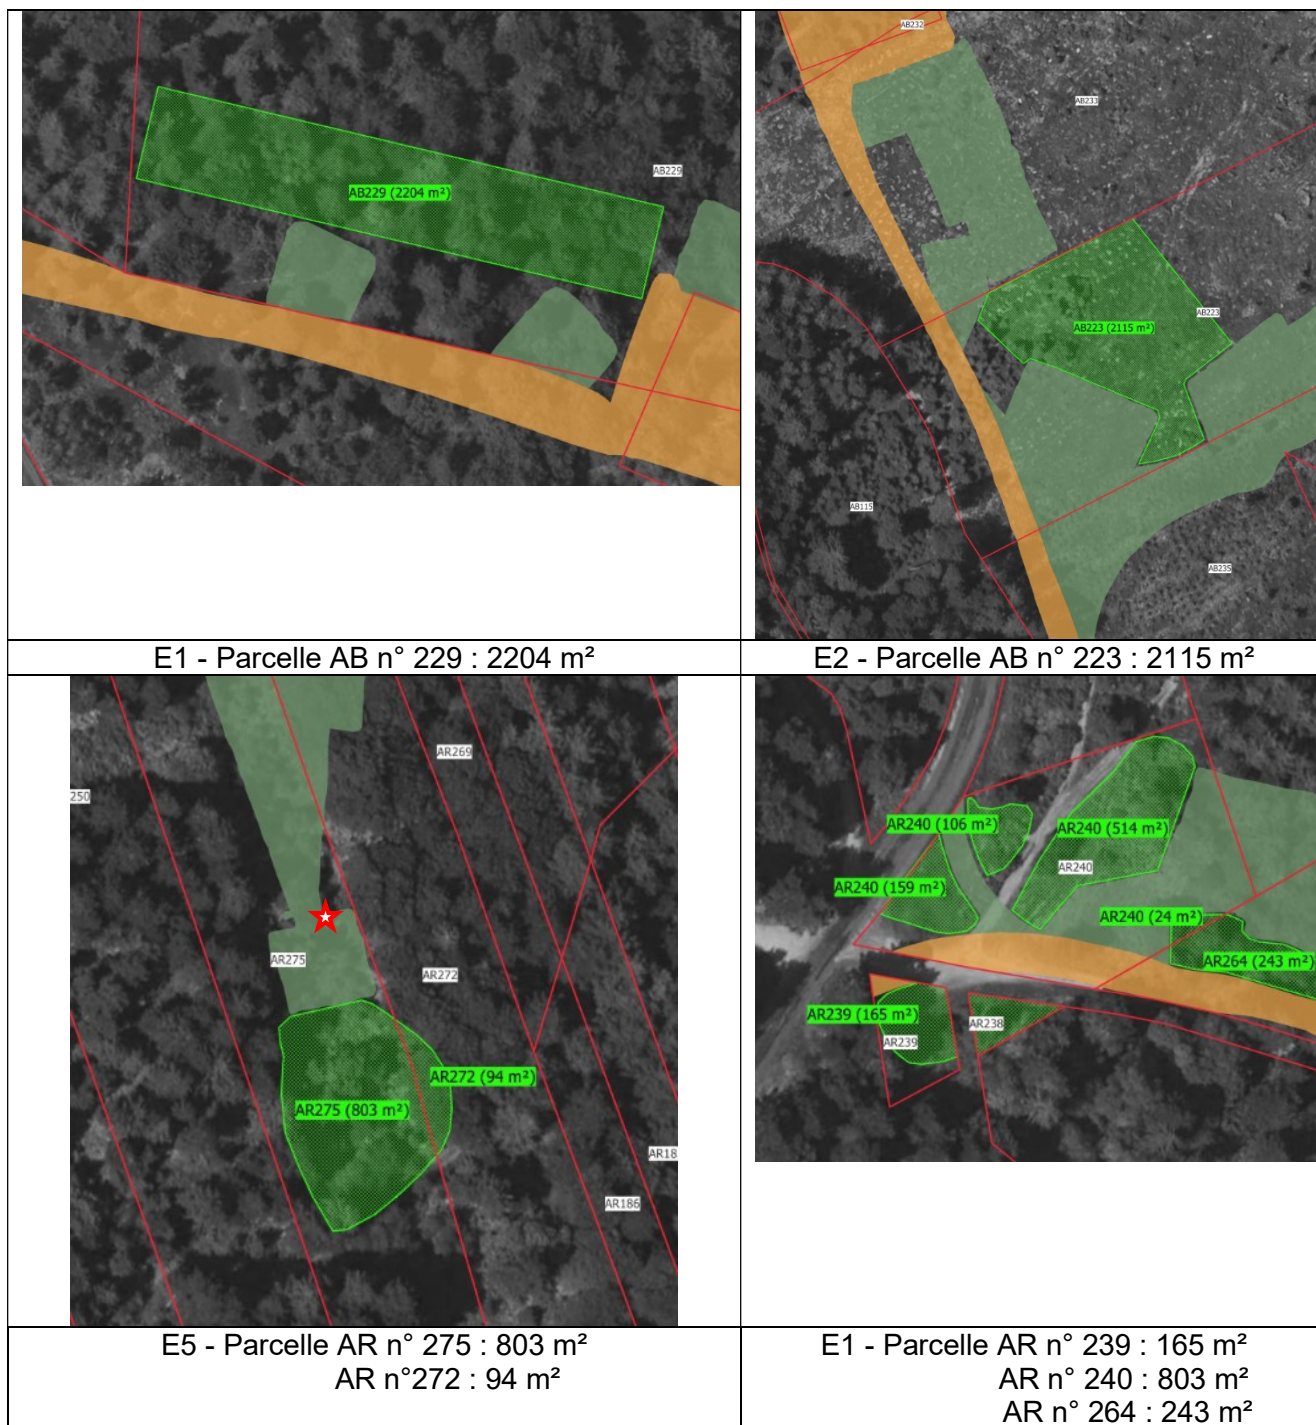 AB229
AB229 (2204 m²)
AB232
AB233
AB223
AB223 (2115 m²)
AB115
AB235
E1 - Parcelle AB n° 229 : 2204 m²
E2 - Parcelle AB n° 223 : 2115 m²
AR269
250
AR275
AR272
AR272 (94 m²)
AR275 (803 m²)
AR18
AR186
AR240 (106 m²)
AR240 (514 m²)
AR240
AR240 (159 m²)
AR240 (24 m²)
AR264 (243 m²)
AR239 (165 m²)
AR238
AR239
E5 - Parcelle AR n° 275 : 803 m²
AR n°272 : 94 m²
E1 - Parcelle AR n° 239 : 165 m²
AR n° 240 : 803 m²
AR n° 264 : 243 m²